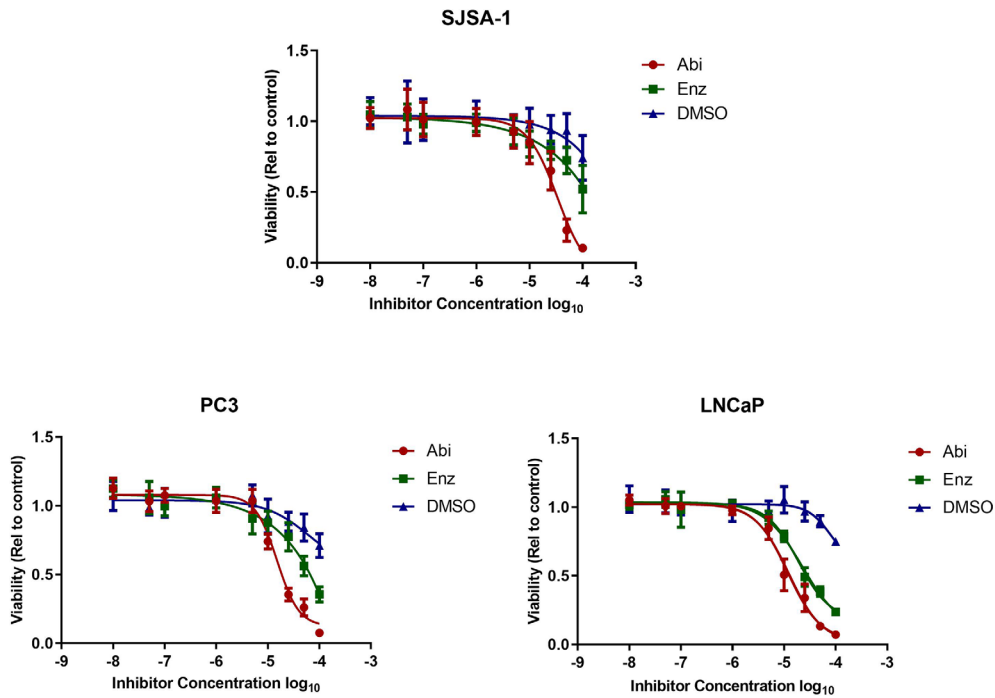 SJSA-1
1.5
1.0
0.5
0.0
Viability (Rel to control)
-9 -8 -7 -6 -5 -4 -3
Inhibitor Concentration log10
Abi
Enz
DMSO
PC3
1.5
1.0
0.5
0.0
Viability (Rel to control)
-9 -8 -7 -6 -5 -4 -3
Inhibitor Concentration log10
Abi
Enz
DMSO
LNCaP
1.5
1.0
0.5
0.0
Viability (Rel to control)
-9 -8 -7 -6 -5 -4 -3
Inhibitor Concentration log10
Abi
Enz
DMSO